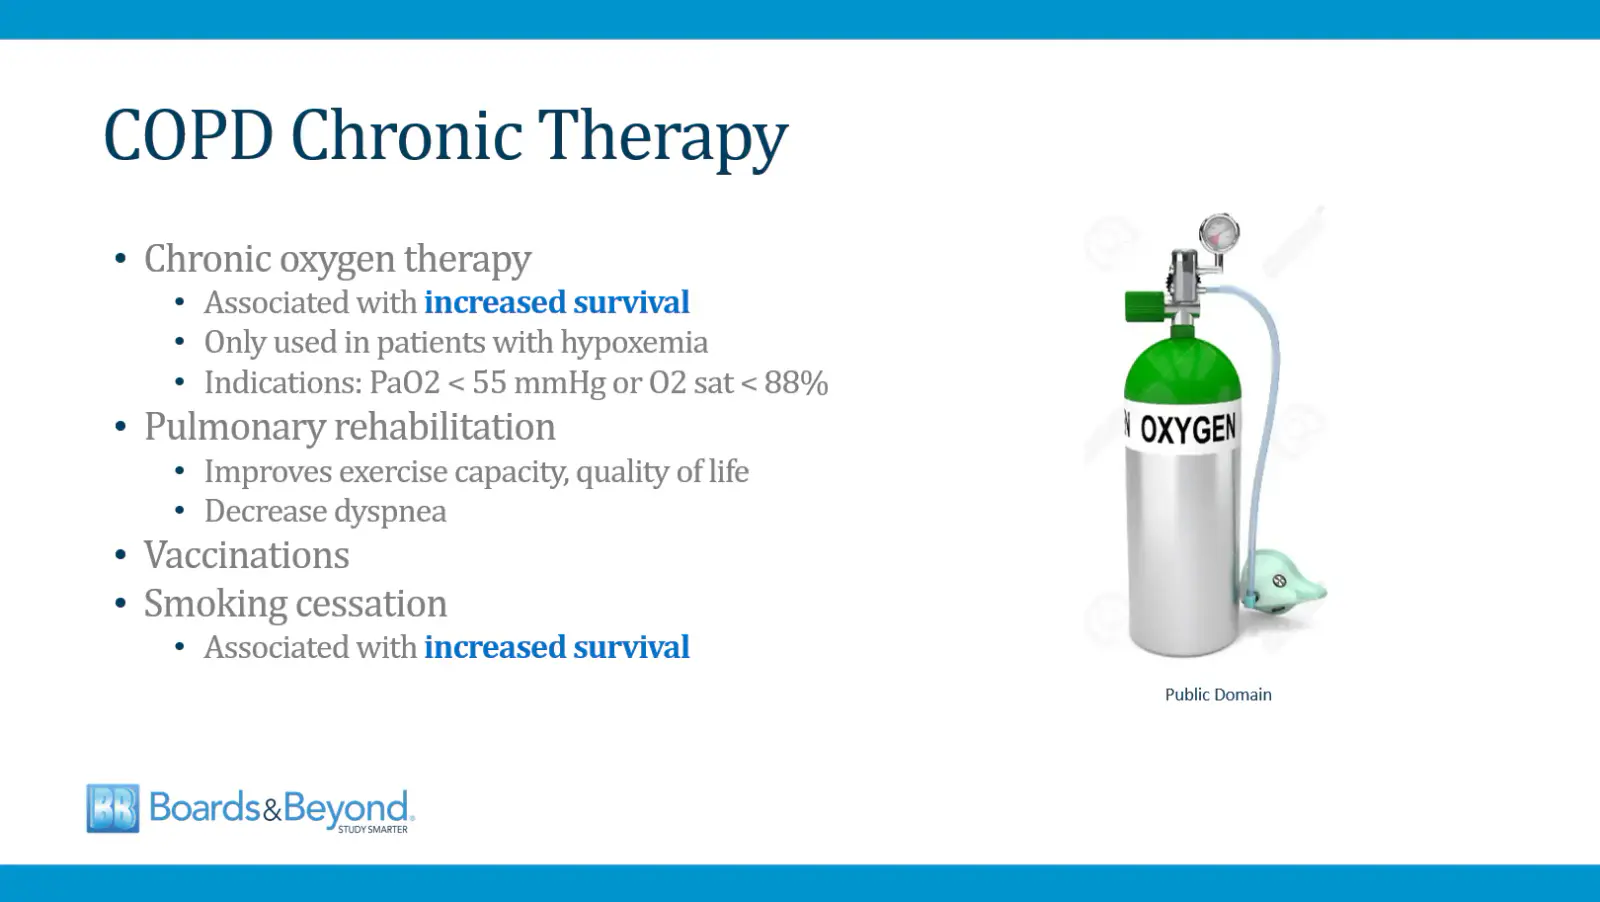 COPD Chronic Therapy
• Chronic oxygen therapy
• Associated with increased survival
• Only used in patients with hypoxemia
• Indications: PaO2 < 55 mmHg or O2 sat < 88%
• Pulmonary rehabilitation
• Improves exercise capacity, quality of life
• Decrease dyspnea
• Vaccinations
• Smoking cessation
• Associated with increased survival
N OXYGEN
Public Domain
BB Boards&Beyond®
STUDY SMARTER